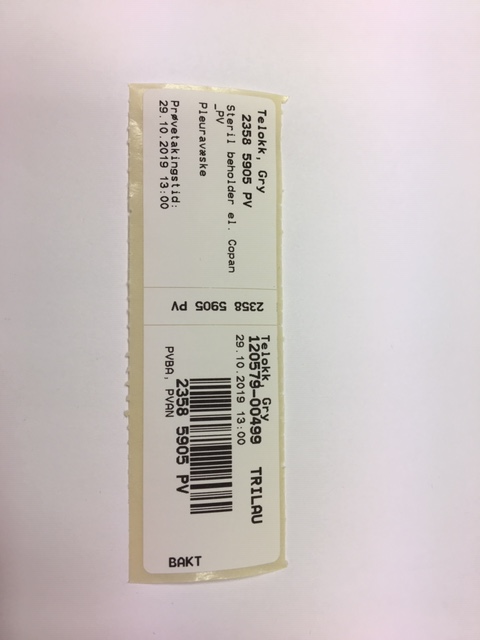 Telokk, Gry
2358 5905 PV
Steril beholder el. Copan
_PV
Pleuravæske
Prøvetakingstid:
29.10.2019 13:00
2358 5905 PV
Telokk, Gry
120579-00499 TRILAU
29.10.2019 13:00
2358 5905 PV
PVBA, PVAN
BAKT